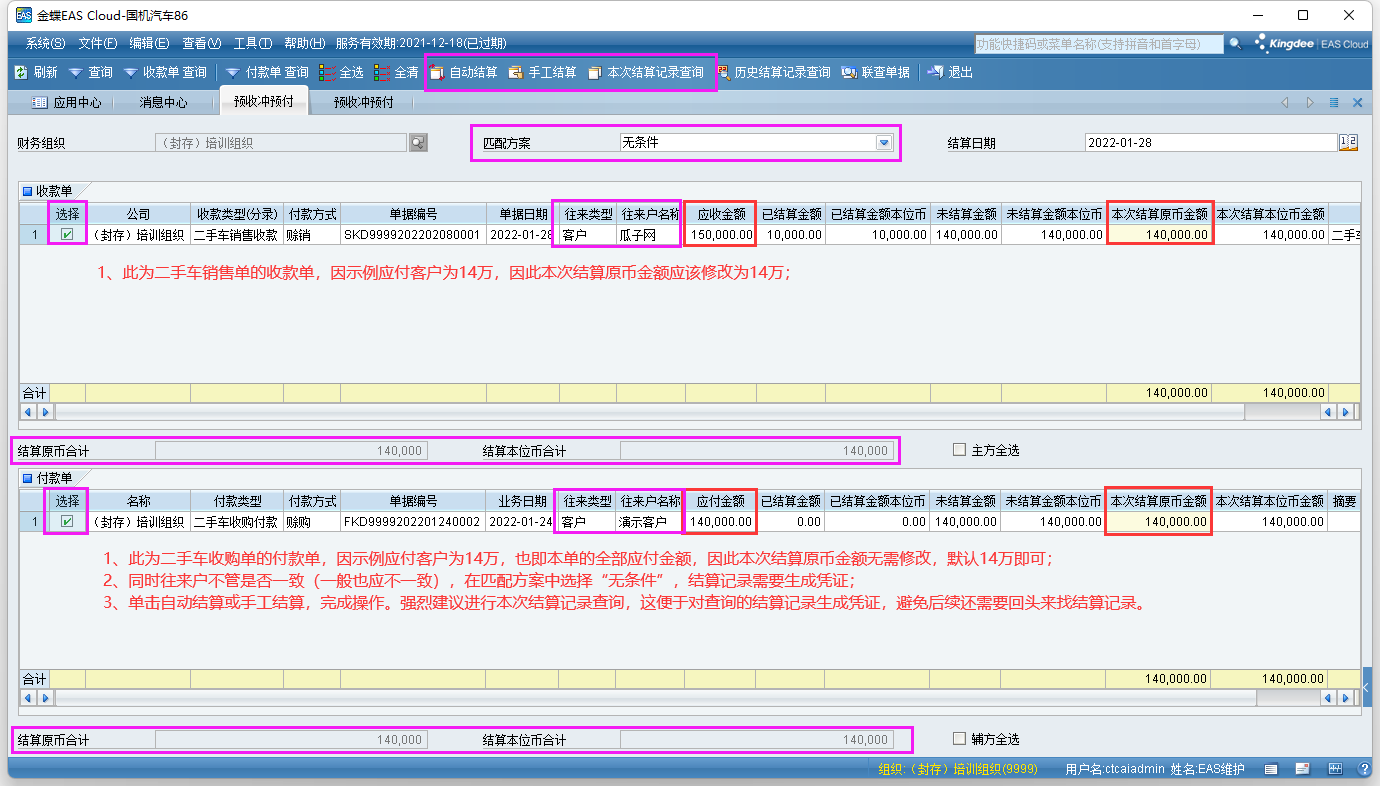 金蝶EAS Cloud-国机汽车86
系统(S) 文件(F) 编辑(E) 查看(V) 工具(T) 帮助(H) 服务有效期:2021-12-18(已过期) 功能快捷码或菜单名称(支持拼音和首字母) Kingdee EAS Cloud
刷新 查询 收款单 查询 付款单 查询 全选 全清 自动结算 手工结算 本次结算记录查询 历史结算记录查询 联查单据 退出
应用中心 消息中心 预收冲预付 预收冲预付
财务组织 （封存）培训组织 匹配方案 无条件 结算日期 2022-01-28
收款单
选择 公司 收款类型(分录) 付款方式 单据编号 单据日期 往来类型 往来户名称 应收金额 已结算金额 已结算金额本位币 未结算金额 未结算金额本位币 本次结算原币金额 本次结算本位币金额
1 （封存）培训组织 二手车销售收款 赊销 SKD9999202202080001 2022-01-28 客户 瓜子网 150,000.00 10,000.00 10,000.00 140,000.00 140,000.00 140,000.00 140,000.00 二手车
1、此为二手车销售单的收款单，因示例应付客户为14万，因此本次结算原币金额应该修改为14万；
合计 140,000.00 140,000.00
结算原币合计 140,000 结算本位币合计 140,000 主方全选
付款单
选择 名称 付款类型 付款方式 单据编号 业务日期 往来类型 往来户名称 应付金额 已结算金额 已结算金额本位币 未结算金额 未结算金额本位币 本次结算原币金额 本次结算本位币金额 摘要
1 （封存）培训组织 二手车收购付款 赊购 FKD9999202201240002 2022-01-24 客户 演示客户 140,000.00 0.00 0.00 140,000.00 140,000.00 140,000.00 140,000.00
1、此为二手车收购单的付款单，因示例应付客户为14万，也即本单的全部应付金额，因此本次结算原币金额无需修改，默认14万即可；
2、同时往来户不管是否一致（一般也应不一致），在匹配方案中选择“无条件”，结算记录需要生成凭证；
3、单击自动结算或手工结算，完成操作。强烈建议进行本次结算记录查询，这便于对查询的结算记录生成凭证，避免后续还需要回头来找结算记录。
合计 140,000.00 140,000.00
结算原币合计 140,000 结算本位币合计 140,000 辅方全选
组织:（封存）培训组织(9999) 用户名:ctcaiadmin 姓名:EAS维护